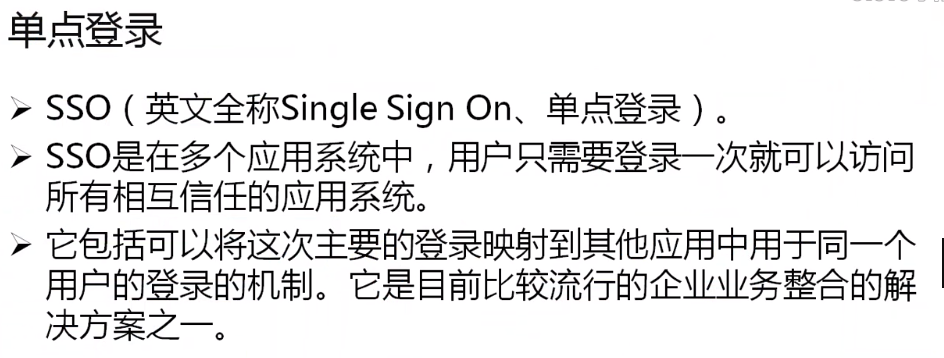 单点登录
➢ SSO（英文全称Single Sign On、单点登录）。
➢ SSO是在多个应用系统中，用户只需要登录一次就可以访问
所有相互信任的应用系统。
➢ 它包括可以将这次主要的登录映射到其他应用中用于同一个
用户的登录的机制。它是目前比较流行的企业业务整合的解
决方案之一。